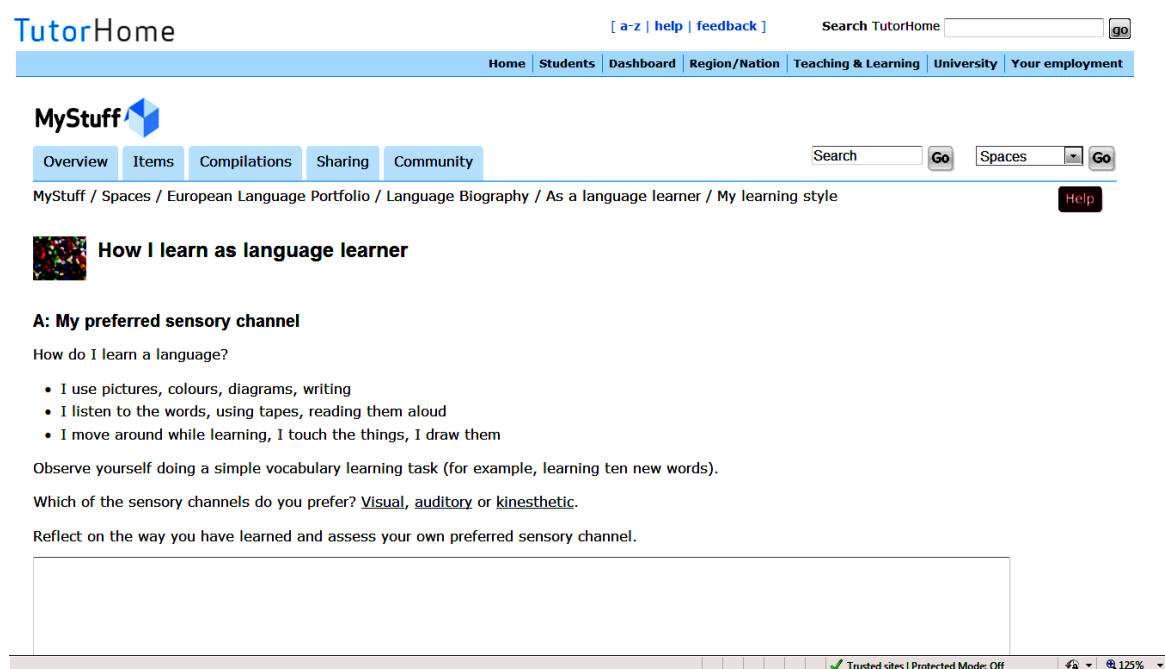 TutorHome
[ a-z | help | feedback ]
Search TutorHome
go
Home | Students | Dashboard | Region/Nation | Teaching & Learning | University | Your employment
MyStuff
Overview Items Compilations Sharing Community
Search Go Spaces Go
MyStuff / Spaces / European Language Portfolio / Language Biography / As a language learner / My learning style
Help
How I learn as language learner
A: My preferred sensory channel
How do I learn a language?
• I use pictures, colours, diagrams, writing
• I listen to the words, using tapes, reading them aloud
• I move around while learning, I touch the things, I draw them
Observe yourself doing a simple vocabulary learning task (for example, learning ten new words).
Which of the sensory channels do you prefer? Visual, auditory or kinesthetic.
Reflect on the way you have learned and assess your own preferred sensory channel.
Trusted sites | Protected Mode: Off
125%